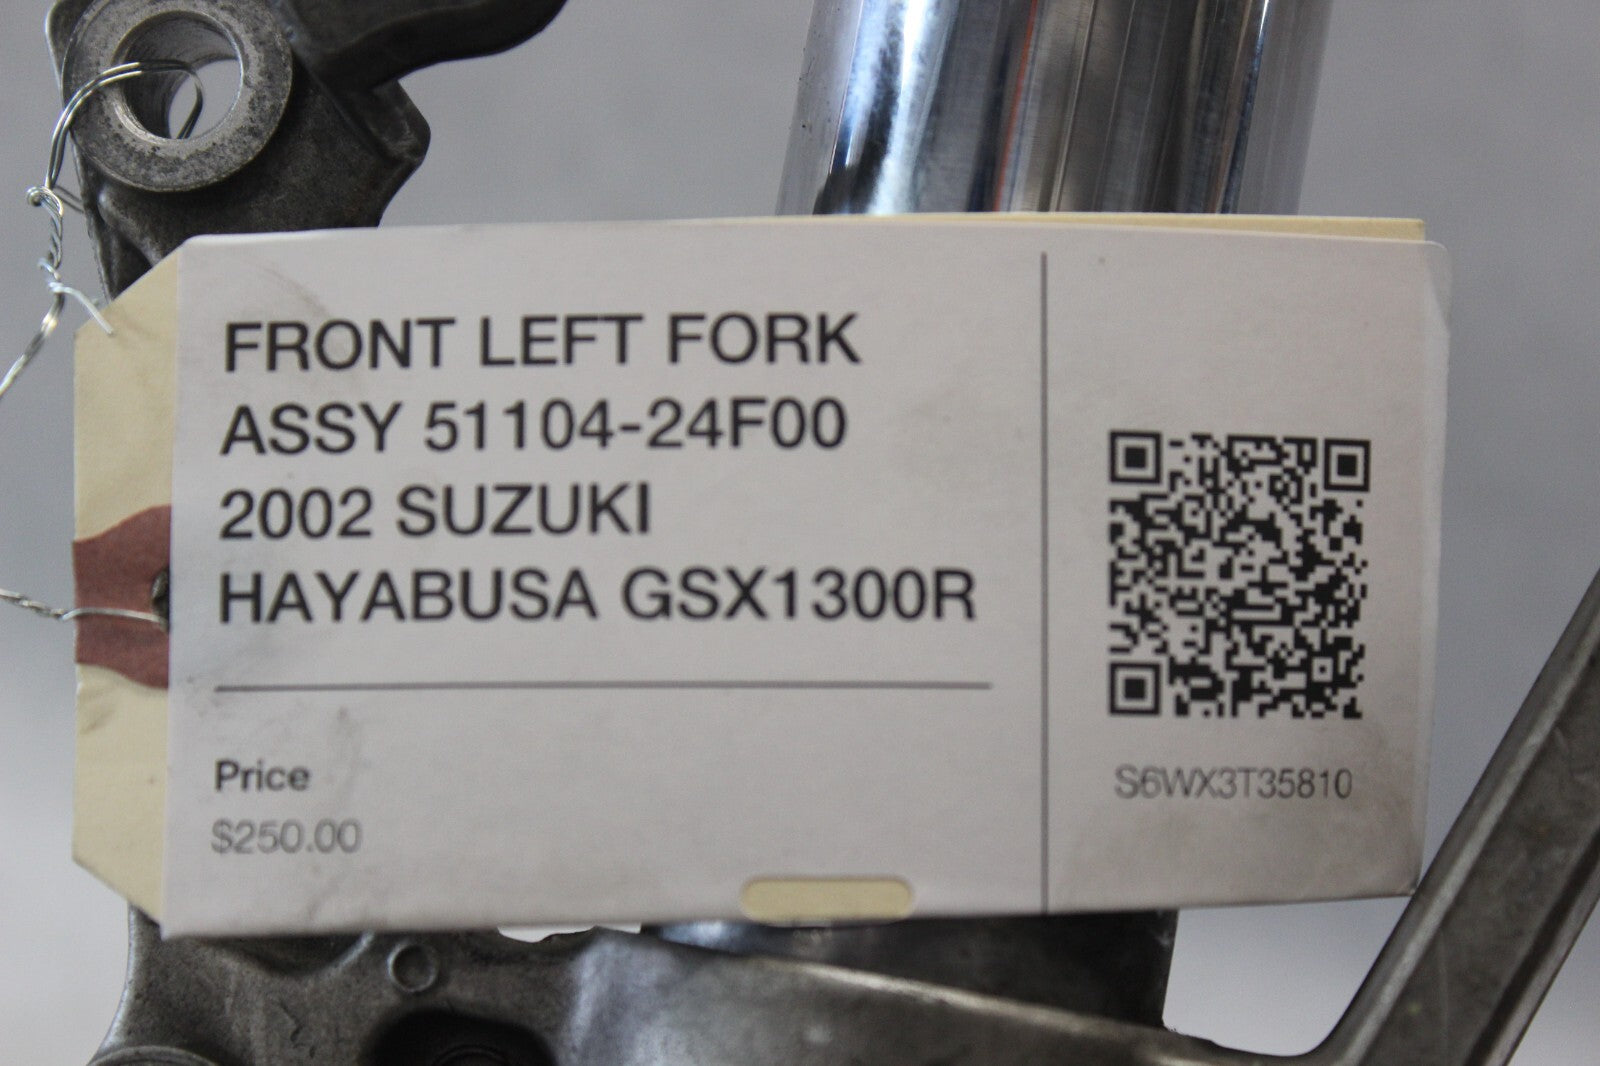 FRONT LEFT FORK
ASSY 51104-24F00
2002 SUZUKI
HAYABUSA GSX1300R
Price
$250.00
S6WX3T35810